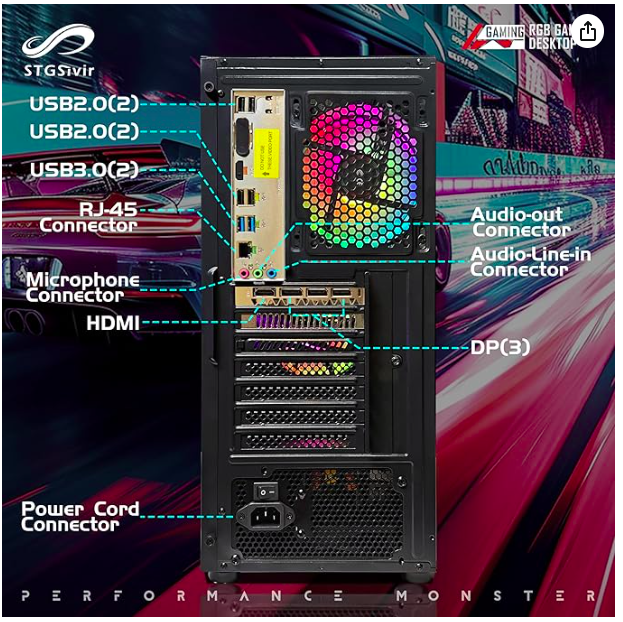 GAMING RGB GA
DESKTOP
STGSivir
USB2.0(2)
USB2.0(2)
USB3.0(2)
RJ-45
Connector
Audio-out
Connector
Audio-Line-in
Connector
Microphone
Connector
HDMI
DP(3)
Power Cord
Connector
PERFORMANCE MONSTER